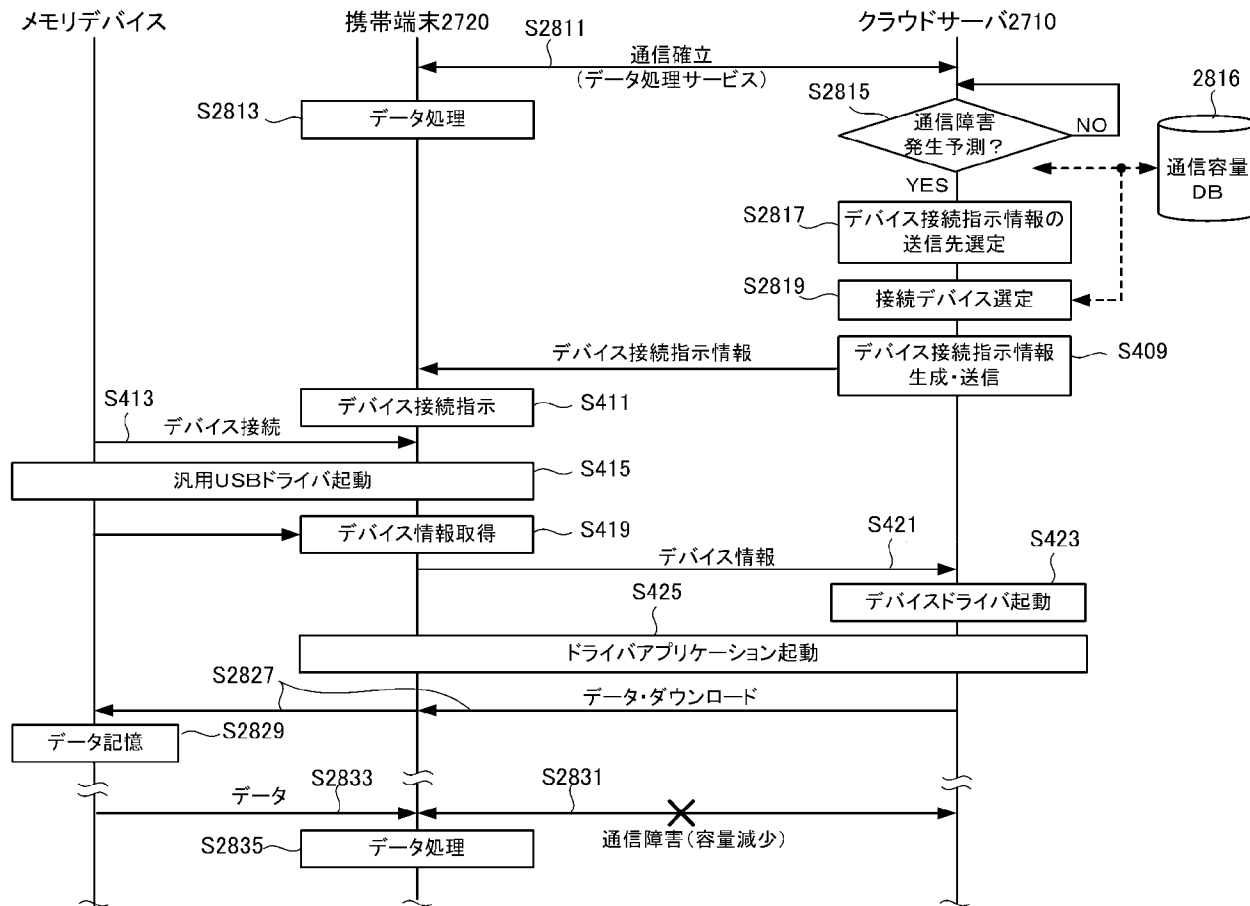 メモリデバイス
携帯端末2720
クラウドサーバ2710
S2811
通信確立
(データ処理サービス)
S2813
データ処理
S2815
通信障害
発生予測?
NO
YES
2816
通信容量
DB
S2817
デバイス接続指示情報の
送信先選定
S2819
接続デバイス選定
デバイス接続指示情報
デバイス接続指示情報
生成・送信
S409
デバイス接続指示
S411
S413
デバイス接続
汎用USBドライバ起動
S415
デバイス情報取得
S419
デバイス情報
S421
S423
デバイスドライバ起動
S425
ドライバアプリケーション起動
S2827
データ・ダウンロード
データ記憶
S2829
データ
S2833
S2831
通信障害(容量減少)
S2835
データ処理